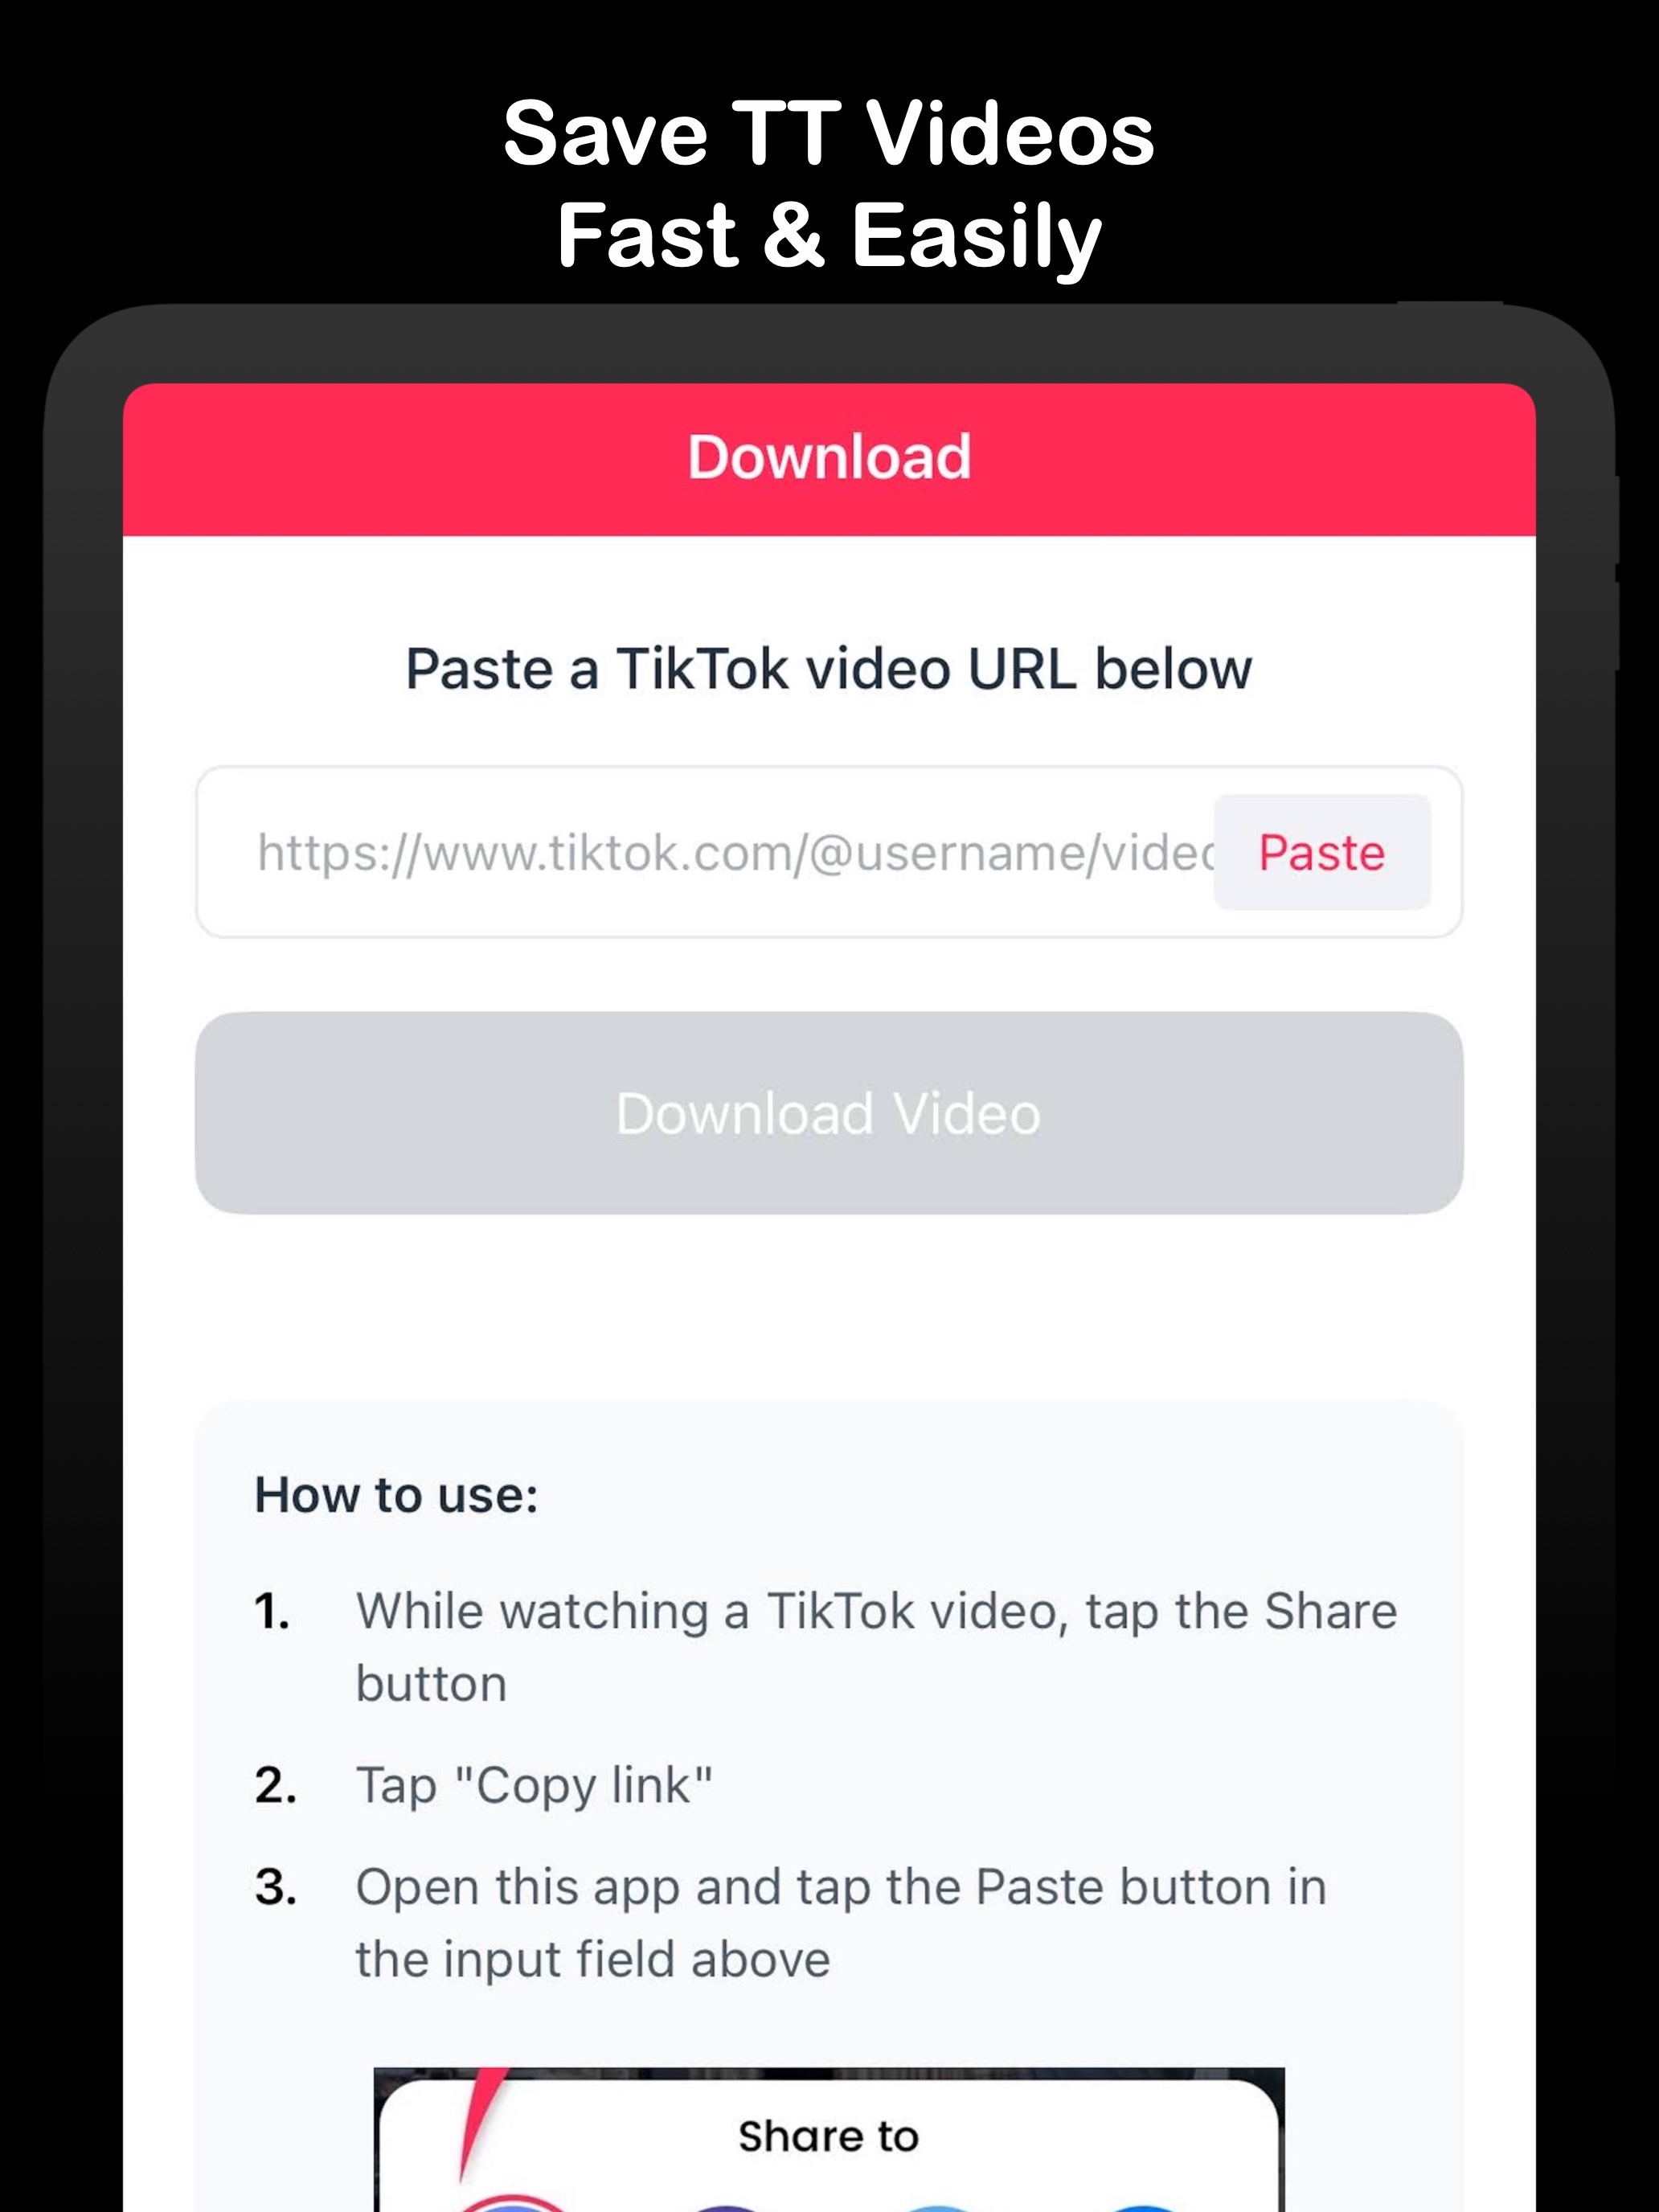 Save TT Videos
Fast & Easily
Download
Paste a TikTok video URL below
https://www.tiktok.com/@username/video
Paste
Download Video
How to use:
1. While watching a TikTok video, tap the Share
button
2. Tap "Copy link"
3. Open this app and tap the Paste button in
the input field above
Share to